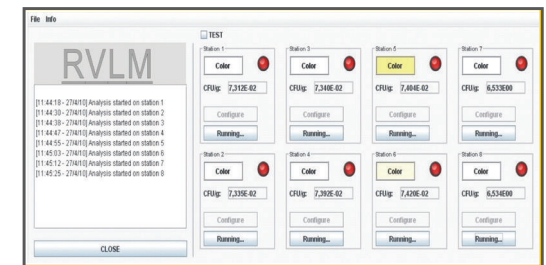 File Info
RVLM
[11:44:18 - 27/4/10] Analysis started on station 1
[11:44:30 - 27/4/10] Analysis started on station 2
[11:44:38 - 27/4/10] Analysis started on station 3
[11:44:47 - 27/4/10] Analysis started on station 4
[11:44:55 - 27/4/10] Analysis started on station 5
[11:45:03 - 27/4/10] Analysis started on station 6
[11:45:12 - 27/4/10] Analysis started on station 7
[11:45:25 - 27/4/10] Analysis started on station 8
CLOSE
TEST
Station 1
Color
CFU/g: 7,312E-02
Configure
Running...
Station 3
Color
CFU/g: 7,340E-02
Configure
Running...
Station 5
Color
CFU/g: 7,404E-02
Configure
Running...
Station 7
Color
CFU/g: 6,533E00
Configure
Running...
Station 2
Color
CFU/g: 7,335E-02
Configure
Running...
Station 4
Color
CFU/g: 7,392E-02
Configure
Running...
Station 6
Color
CFU/g: 7,420E-02
Configure
Running...
Station 8
Color
CFU/g: 6,534E00
Configure
Running...